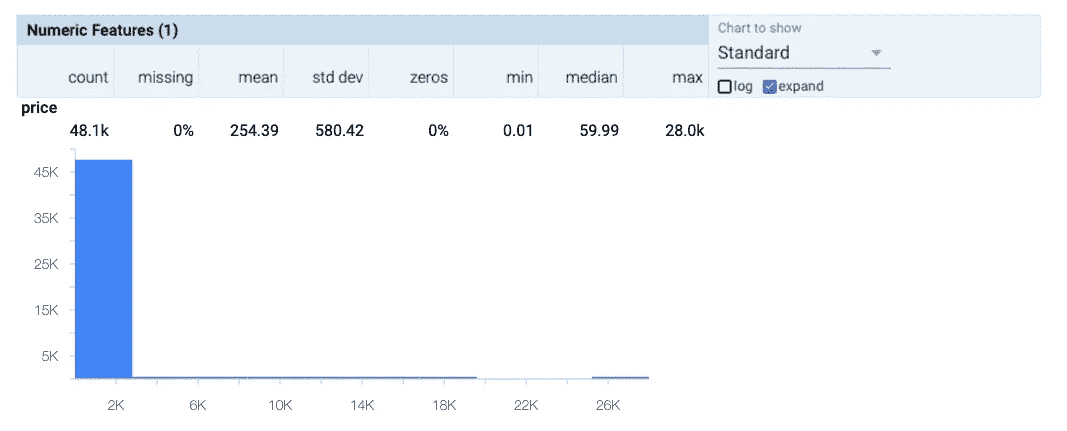 Numeric Features (1)
Chart to show
Standard
count missing mean std dev zeros min median max
log expand
price
48.1k 0% 254.39 580.42 0% 0.01 59.99 28.0k
45K
35K
25K
15K
5K
2K 6K 10K 14K 18K 22K 26K